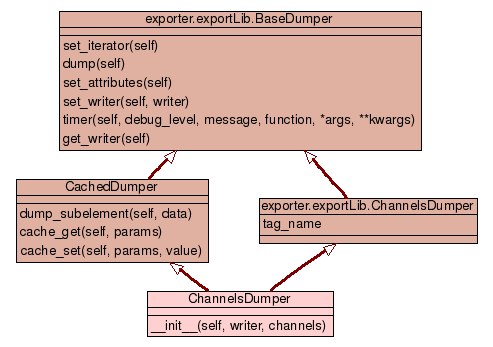 exporter.exportLib.BaseDumper
set_iterator(self)
dump(self)
set_attributes(self)
set_writer(self, writer)
timer(self, debug_level, message, function, *args, **kwargs)
get_writer(self)
CachedDumper
dump_subelement(self, data)
cache_get(self, params)
cache_set(self, params, value)
exporter.exportLib.ChannelsDumper
tag_name
ChannelsDumper
__init__(self, writer, channels)